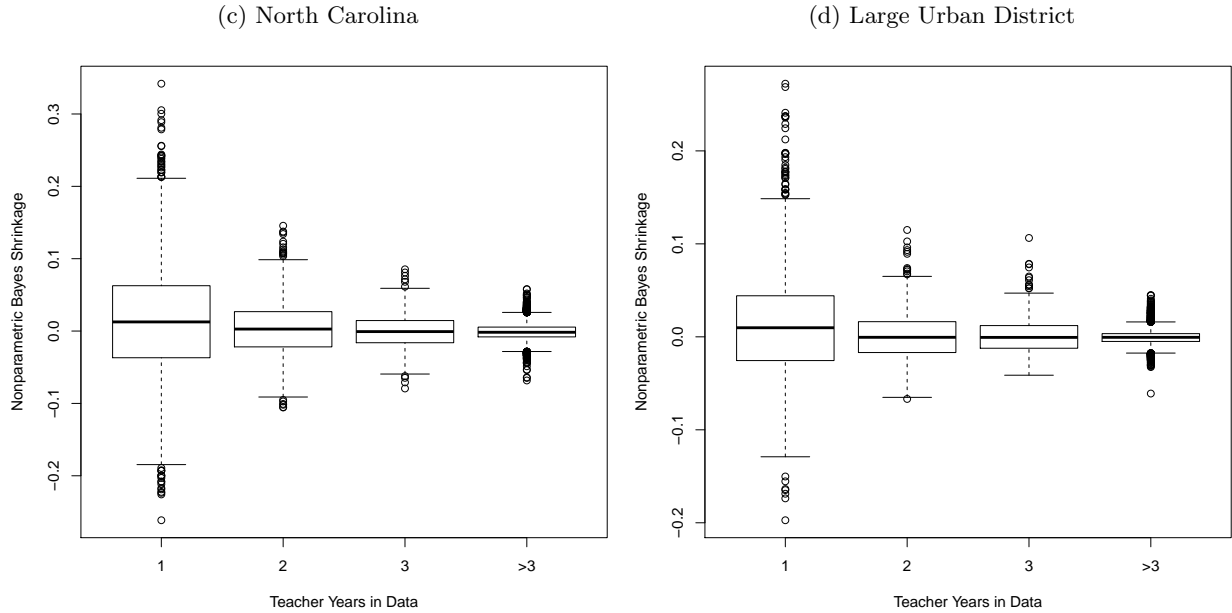 (c) North Carolina
Nonparametric Bayes Shrinkage
0.3
0.2
0.1
0.0
−0.1
−0.2
1 2 3 >3
Teacher Years in Data
(d) Large Urban District
Nonparametric Bayes Shrinkage
0.2
0.1
0.0
−0.1
−0.2
1 2 3 >3
Teacher Years in Data